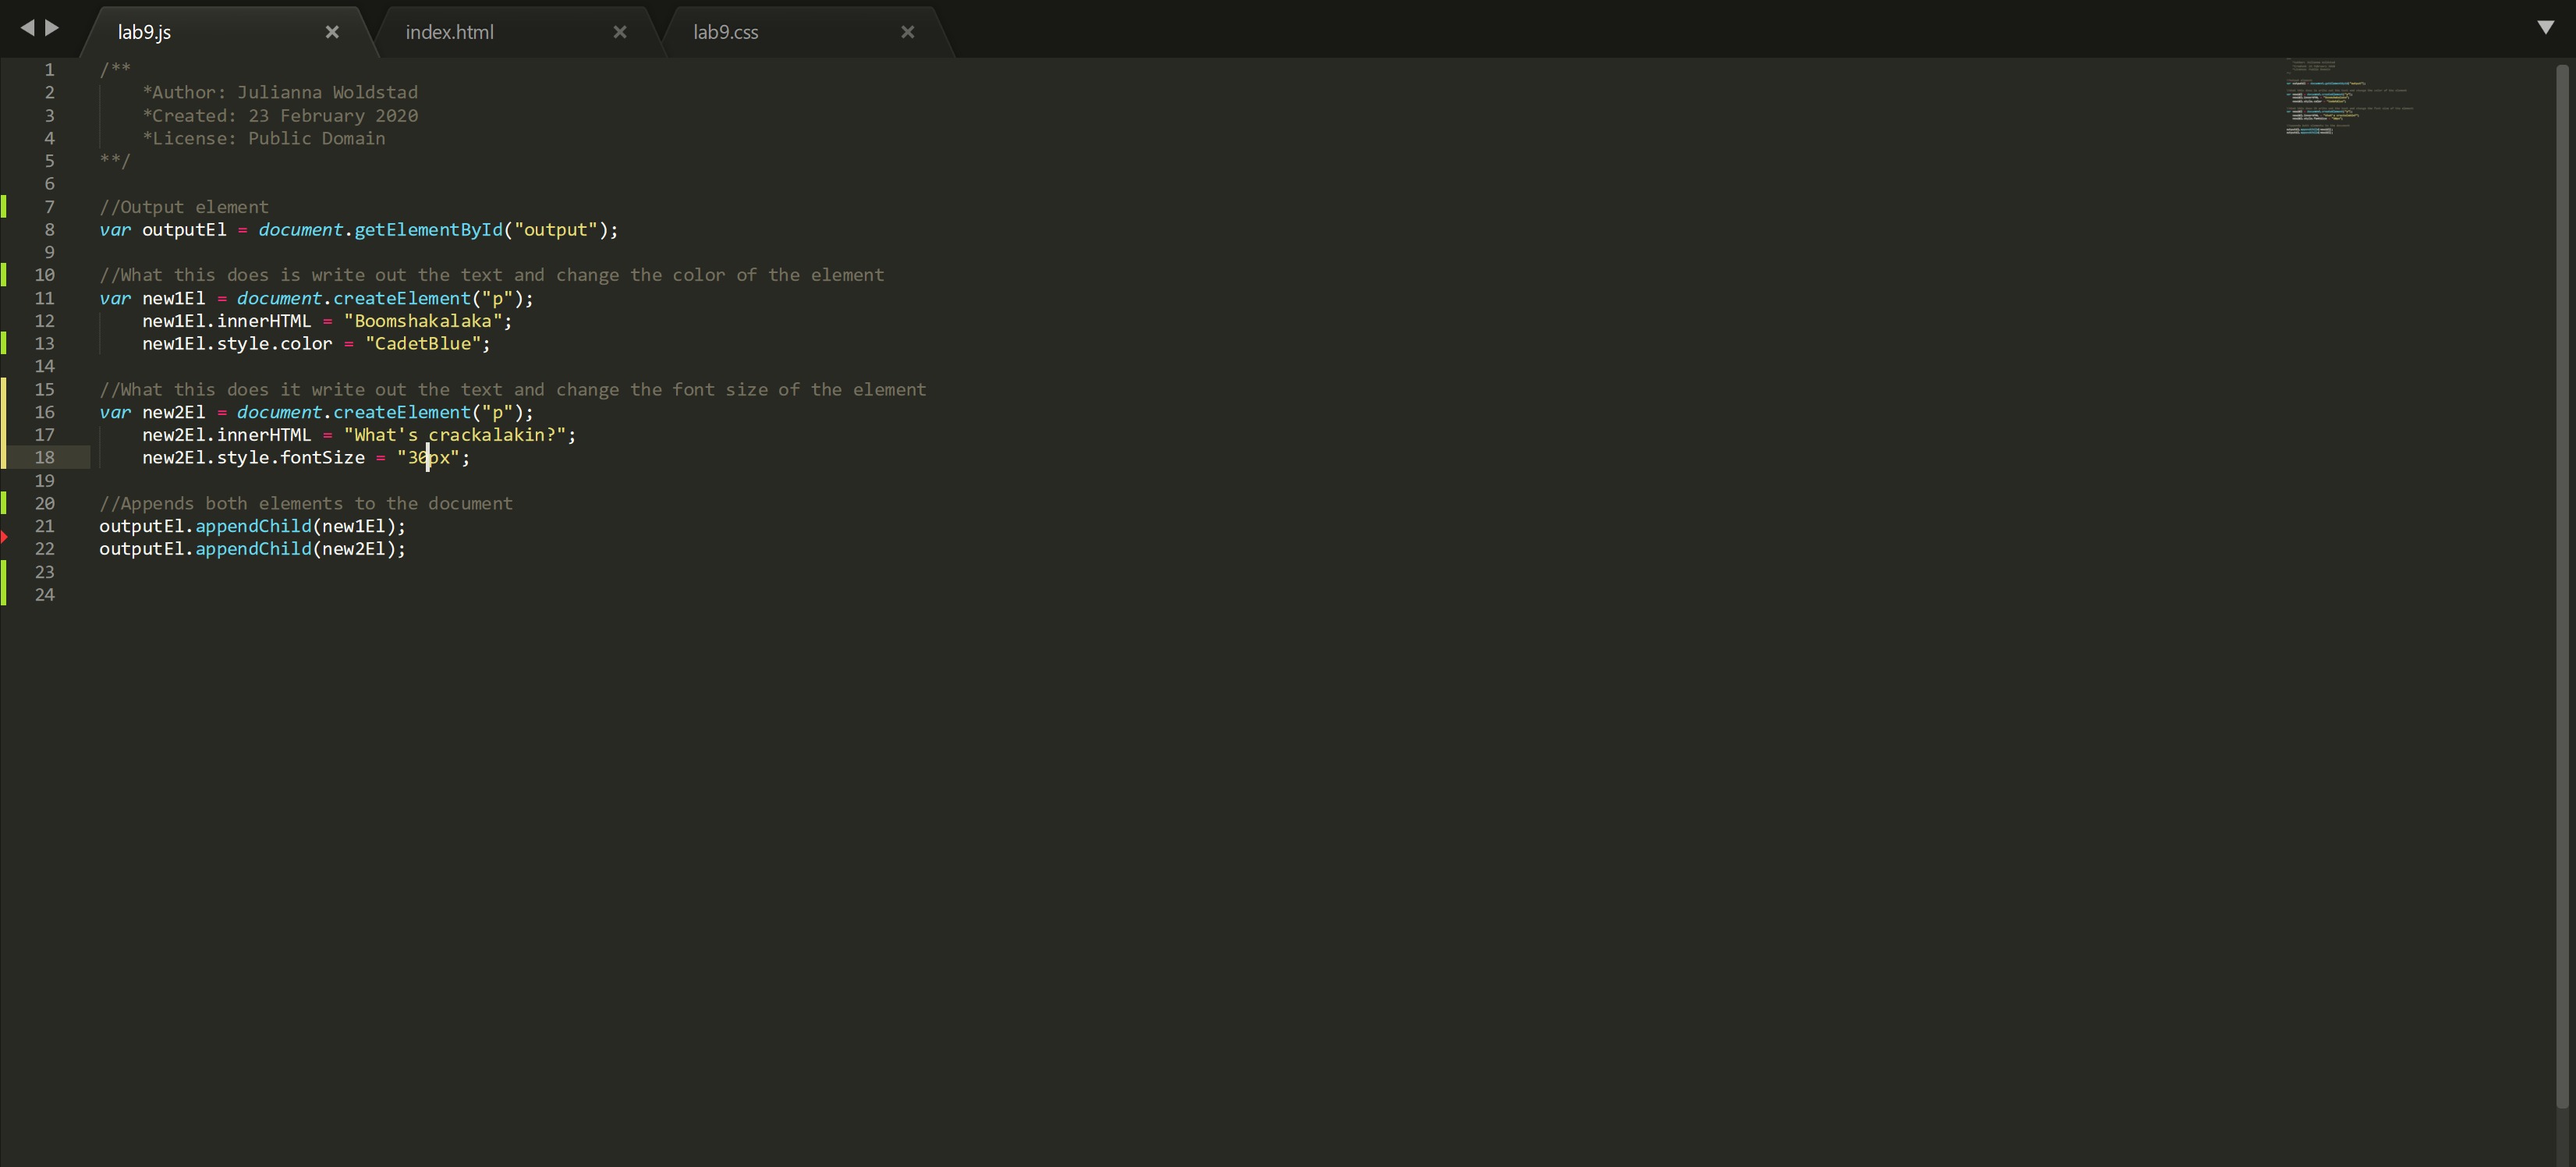 lab9.js × index.html × lab9.css ×
1 /**
2     *Author: Julianna Woldstad
3     *Created: 23 February 2020
4     *License: Public Domain
5 **/
6
7 //Output element
8 var outputEl = document.getElementById("output");
9
10 //What this does is write out the text and change the color of the element
11 var new1El = document.createElement("p");
12     new1El.innerHTML = "Boomshakalaka";
13     new1El.style.color = "CadetBlue";
14
15 //What this does it write out the text and change the font size of the element
16 var new2El = document.createElement("p");
17     new2El.innerHTML = "What's crackalakin?";
18     new2El.style.fontSize = "30px";
19
20 //Appends both elements to the document
21 outputEl.appendChild(new1El);
22 outputEl.appendChild(new2El);
23
24